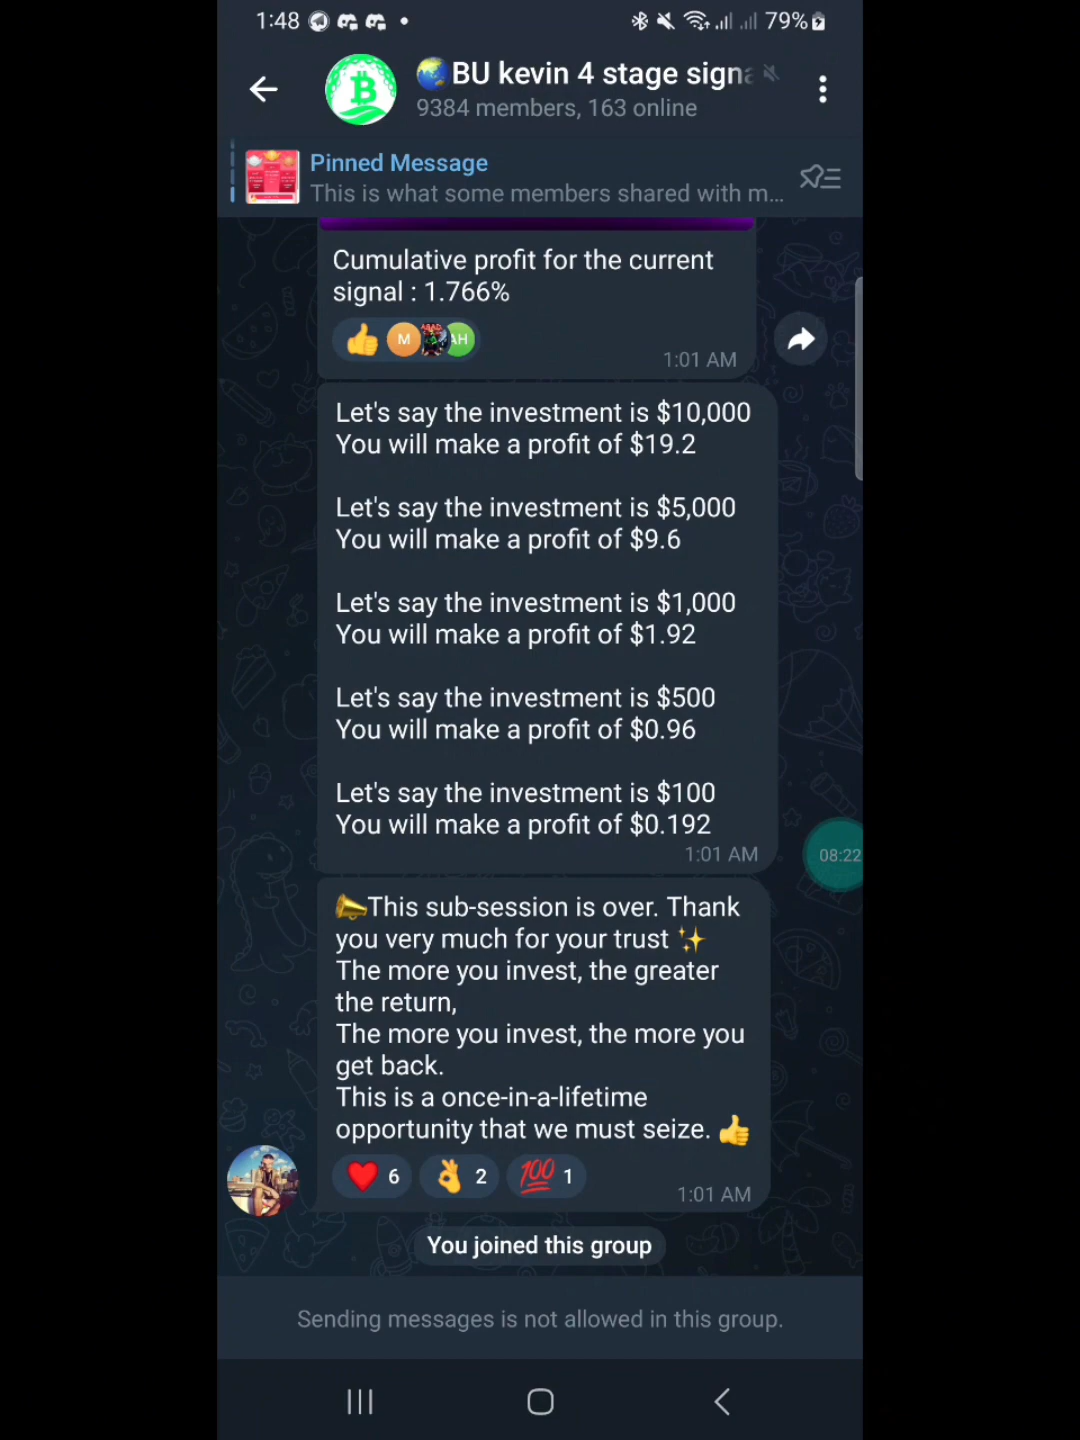 1:48
79%
BU kevin 4 stage signa
9384 members, 163 online
Pinned Message
This is what some members shared with m...
Cumulative profit for the current
signal : 1.766%
M
AH
1:01 AM
Let's say the investment is $10,000
You will make a profit of $19.2
Let's say the investment is $5,000
You will make a profit of $9.6
Let's say the investment is $1,000
You will make a profit of $1.92
Let's say the investment is $500
You will make a profit of $0.96
Let's say the investment is $100
You will make a profit of $0.192
1:01 AM
08:22
📣This sub-session is over. Thank
you very much for your trust ✨
The more you invest, the greater
the return,
The more you invest, the more you
get back.
This is a once-in-a-lifetime
opportunity that we must seize. 👍
❤️ 6 👌 2 💯 1
1:01 AM
You joined this group
Sending messages is not allowed in this group.